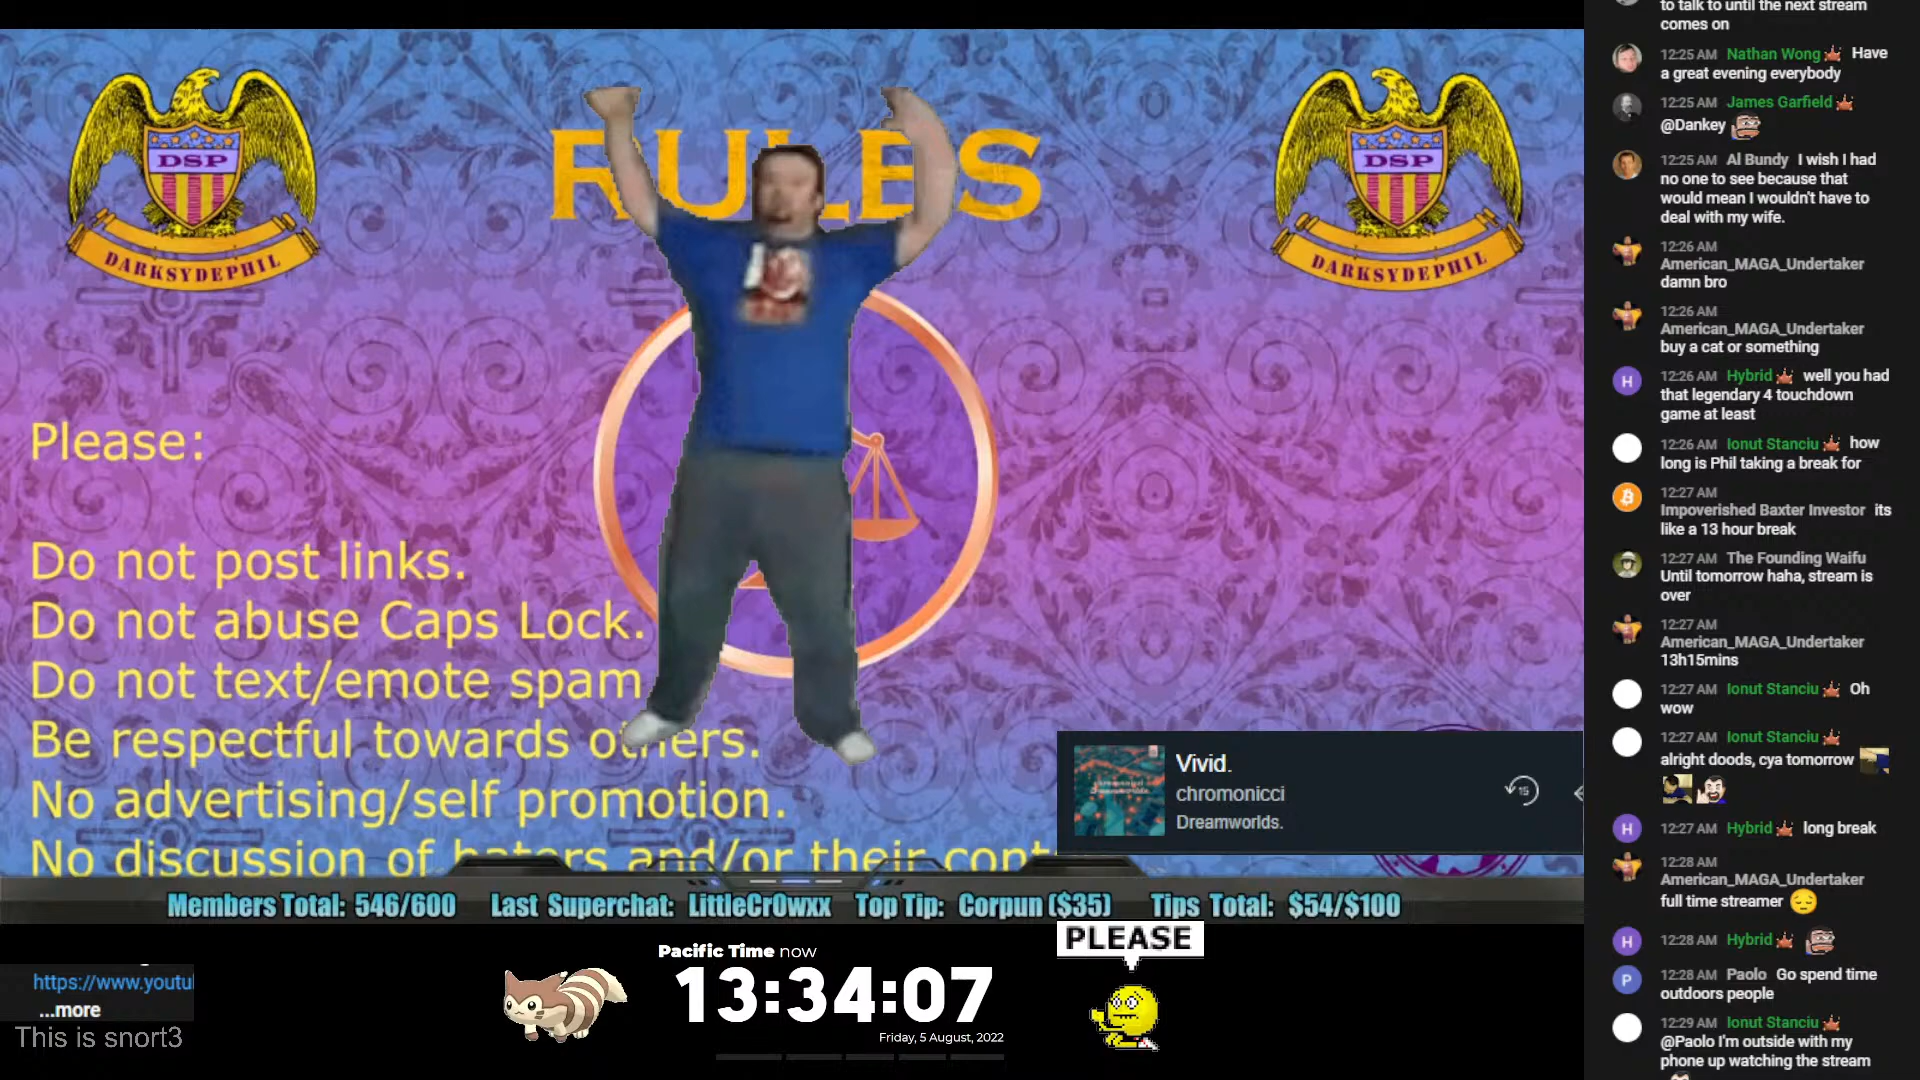 RULES
DSP
DARKSYDEPHIL
DSP
DARKSYDEPHIL
Please:
Do not post links.
Do not abuse Caps Lock.
Do not text/emote spam
Be respectful towards others.
No advertising/self promotion.
No discussion of haters and/or their cont
Vivid.
chromonicci
Dreamworlds.
15
Members Total: 546/600 Last Superchat: LittleCr0wxx Top Tip: Corpun ($35) Tips Total: $54/$100
https://www.youtu
...more
This is snort3
Pacific Time now
13:34:07
Friday, 5 August, 2022
PLEASE
to talk to until the next stream
comes on
12:25 AM Nathan Wong Have
a great evening everybody
12:25 AM James Garfield
@Dankey
12:25 AM Al Bundy I wish I had
no one to see because that
would mean I wouldn't have to
deal with my wife.
12:26 AM
American_MAGA_Undertaker
damn bro
12:26 AM
American_MAGA_Undertaker
buy a cat or something
H
12:26 AM Hybrid well you had
that legendary 4 touchdown
game at least
12:26 AM Ionut Stanciu how
long is Phil taking a break for
12:27 AM
Impoverished Baxter Investor its
like a 13 hour break
12:27 AM The Founding Waifu
Until tomorrow haha, stream is
over
12:27 AM
American_MAGA_Undertaker
13h15mins
12:27 AM Ionut Stanciu Oh
wow
12:27 AM Ionut Stanciu
alright doods, cya tomorrow
H
12:27 AM Hybrid long break
12:28 AM
American_MAGA_Undertaker
full time streamer
H
12:28 AM Hybrid
P
12:28 AM Paolo Go spend time
outdoors people
12:29 AM Ionut Stanciu
@Paolo I'm outside with my
phone up watching the stream